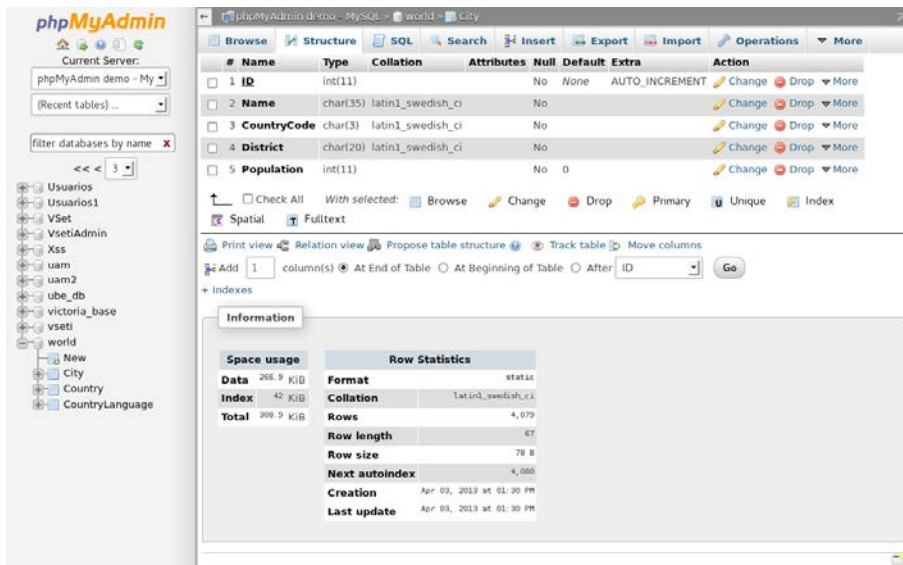 phpMyAdmin
Current Server:
phpMyAdmin demo - My
(Recent tables) ...
filter databases by name X
<< < 3
Usuarios
Usuarios1
VSet
VsetiAdmin
Xss
uam
uam2
ube_db
victoria_base
vseti
world
New
City
Country
CountryLanguage
phpMyAdmin demo - MySQL » world » City
Browse Structure SQL Search Insert Export Import Operations More
# Name Type Collation Attributes Null Default Extra Action
1 ID int(11) No None AUTO_INCREMENT Change Drop More
2 Name char(35) latin1_swedish_ci No Change Drop More
3 CountryCode char(3) latin1_swedish_ci No Change Drop More
4 District char(20) latin1_swedish_ci No Change Drop More
5 Population int(11) No 0 Change Drop More
Check All With selected: Browse Change Drop Primary Unique Index
Spatial Fulltext
Print view Relation view Propose table structure Track table Move columns
Add 1 column(s) At End of Table At Beginning of Table After ID Go
+ Indexes
Information
Space usage
Data 266.9 KiB
Index 42 KiB
Total 308.9 KiB
Row Statistics
Format static
Collation latin1_swedish_ci
Rows 4,079
Row length 67
Row size 78 B
Next autoindex 4,080
Creation Apr 03, 2013 at 01:30 PM
Last update Apr 03, 2013 at 01:30 PM